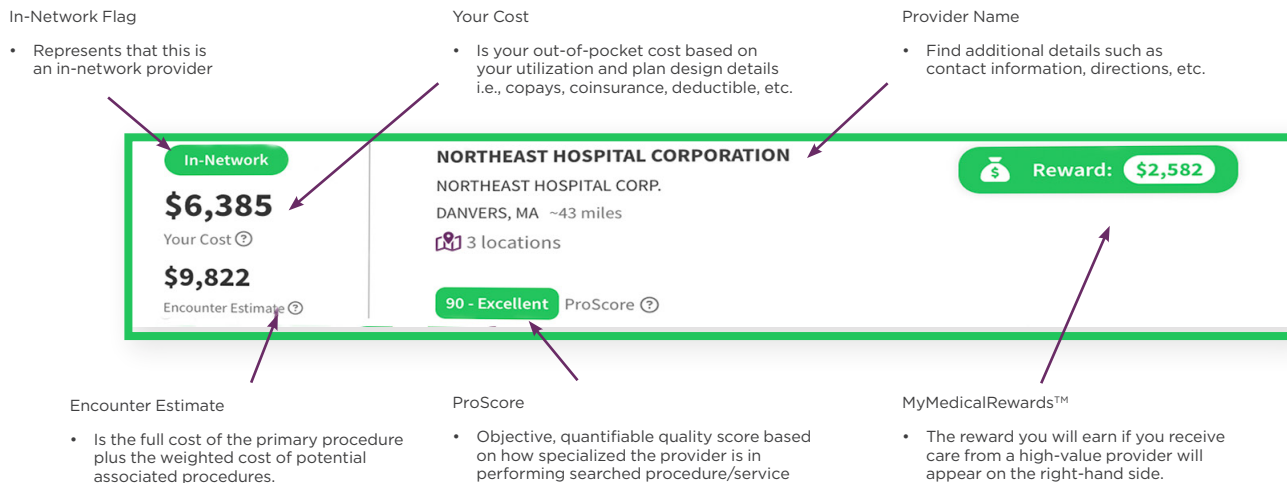 In-Network Flag
• Represents that this is
an in-network provider
Your Cost
• Is your out-of-pocket cost based on
your utilization and plan design details
i.e., copays, coinsurance, deductible, etc.
Provider Name
• Find additional details such as
contact information, directions, etc.
In-Network
$6,385
Your Cost ?
$9,822
Encounter Estimate ?
NORTHEAST HOSPITAL CORPORATION
NORTHEAST HOSPITAL CORP.
DANVERS, MA ~43 miles
3 locations
90 - Excellent ProScore ?
$ Reward: $2,582
Encounter Estimate
• Is the full cost of the primary procedure
plus the weighted cost of potential
associated procedures.
ProScore
• Objective, quantifiable quality score based
on how specialized the provider is in
performing searched procedure/service
MyMedicalRewards™
• The reward you will earn if you receive
care from a high-value provider will
appear on the right-hand side.